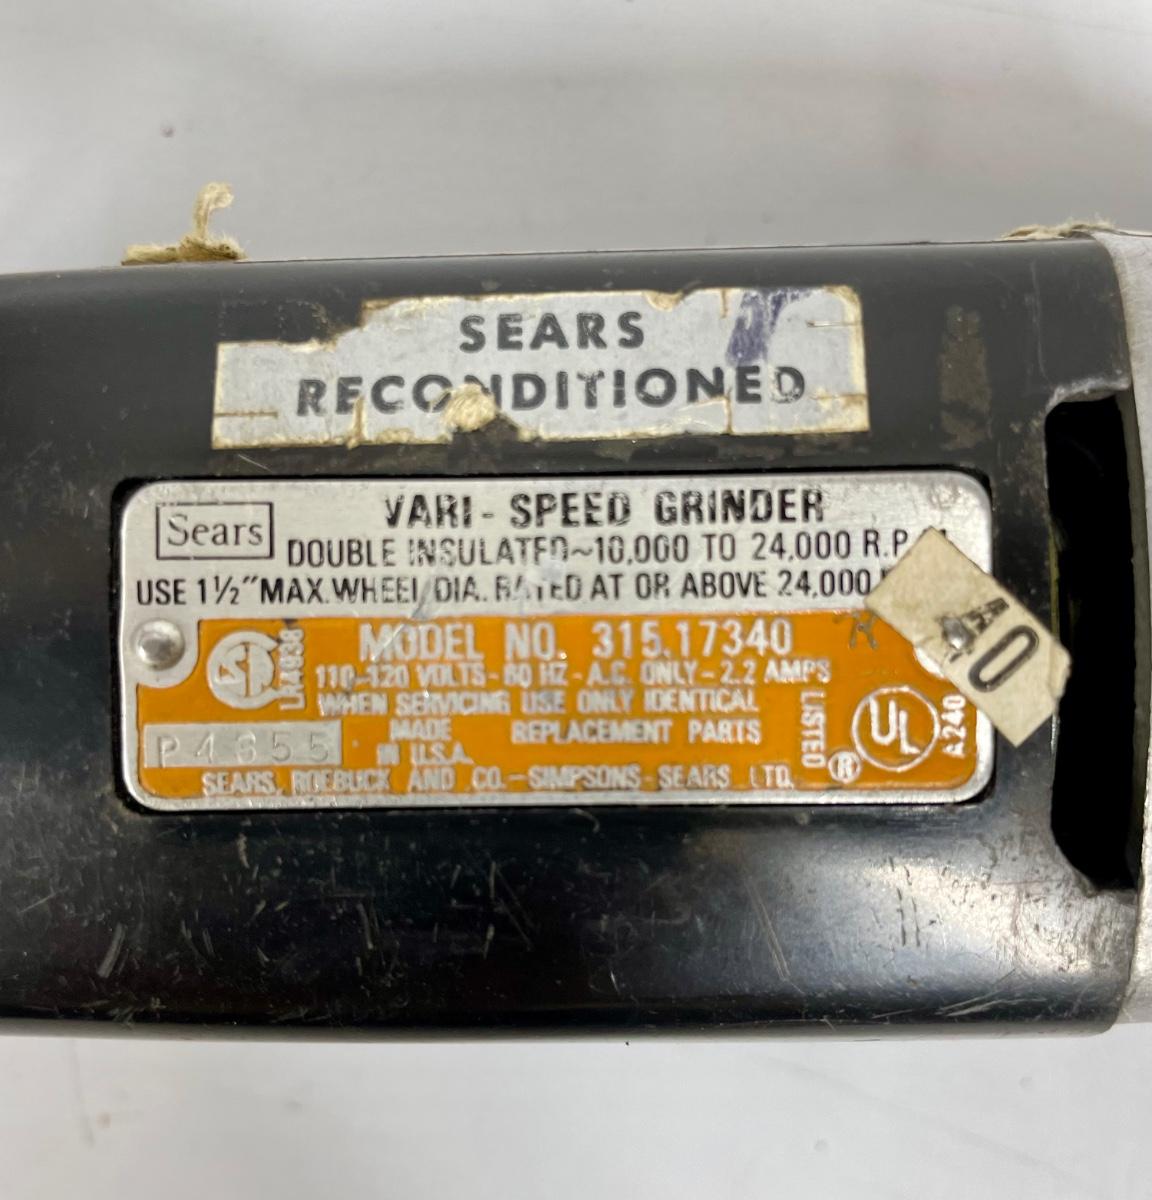 SEARS
RECONDITIONED
Sears
VARI-SPEED GRINDER
DOUBLE INSULATED~10,000 TO 24,000 R.P.M
USE 1½" MAX. WHEEL DIA. RATED AT OR ABOVE 24,000
MODEL NO. 315.17340
110-120 VOLTS-60 HZ-A.C. ONLY-2.2 AMPS
WHEN SERVICING USE ONLY IDENTICAL
REPLACEMENT PARTS
MADE
IN U.S.A.
P4655
SEARS, ROEBUCK AND CO.-SIMPSONS-SEARS LTD.
LR4938
LISTED
UL
®
A240
40